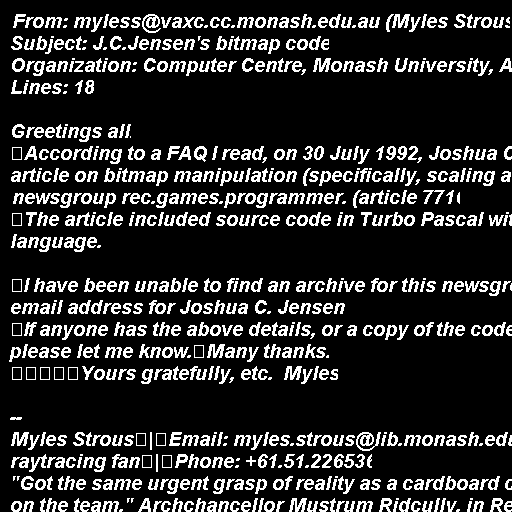 From: myless@vaxc.cc.monash.edu.au (Myles Strous
Subject: J.C.Jensen's bitmap code
Organization: Computer Centre, Monash University, A
Lines: 18
Greetings all.
According to a FAQ I read, on 30 July 1992, Joshua C
article on bitmap manipulation (specifically, scaling a
newsgroup rec.games.programmer. (article 7716
The article included source code in Turbo Pascal wit
language.
I have been unable to find an archive for this newsgro
email address for Joshua C. Jensen
If anyone has the above details, or a copy of the code
please let me know. Many thanks.
Yours gratefully, etc.  Myles
--
Myles Strous | Email: myles.strous@lib.monash.edu
raytracing fan | Phone: +61.51.226536
"Got the same urgent grasp of reality as a cardboard c
on the team." Archchancellor Mustrum Ridcully, in Re